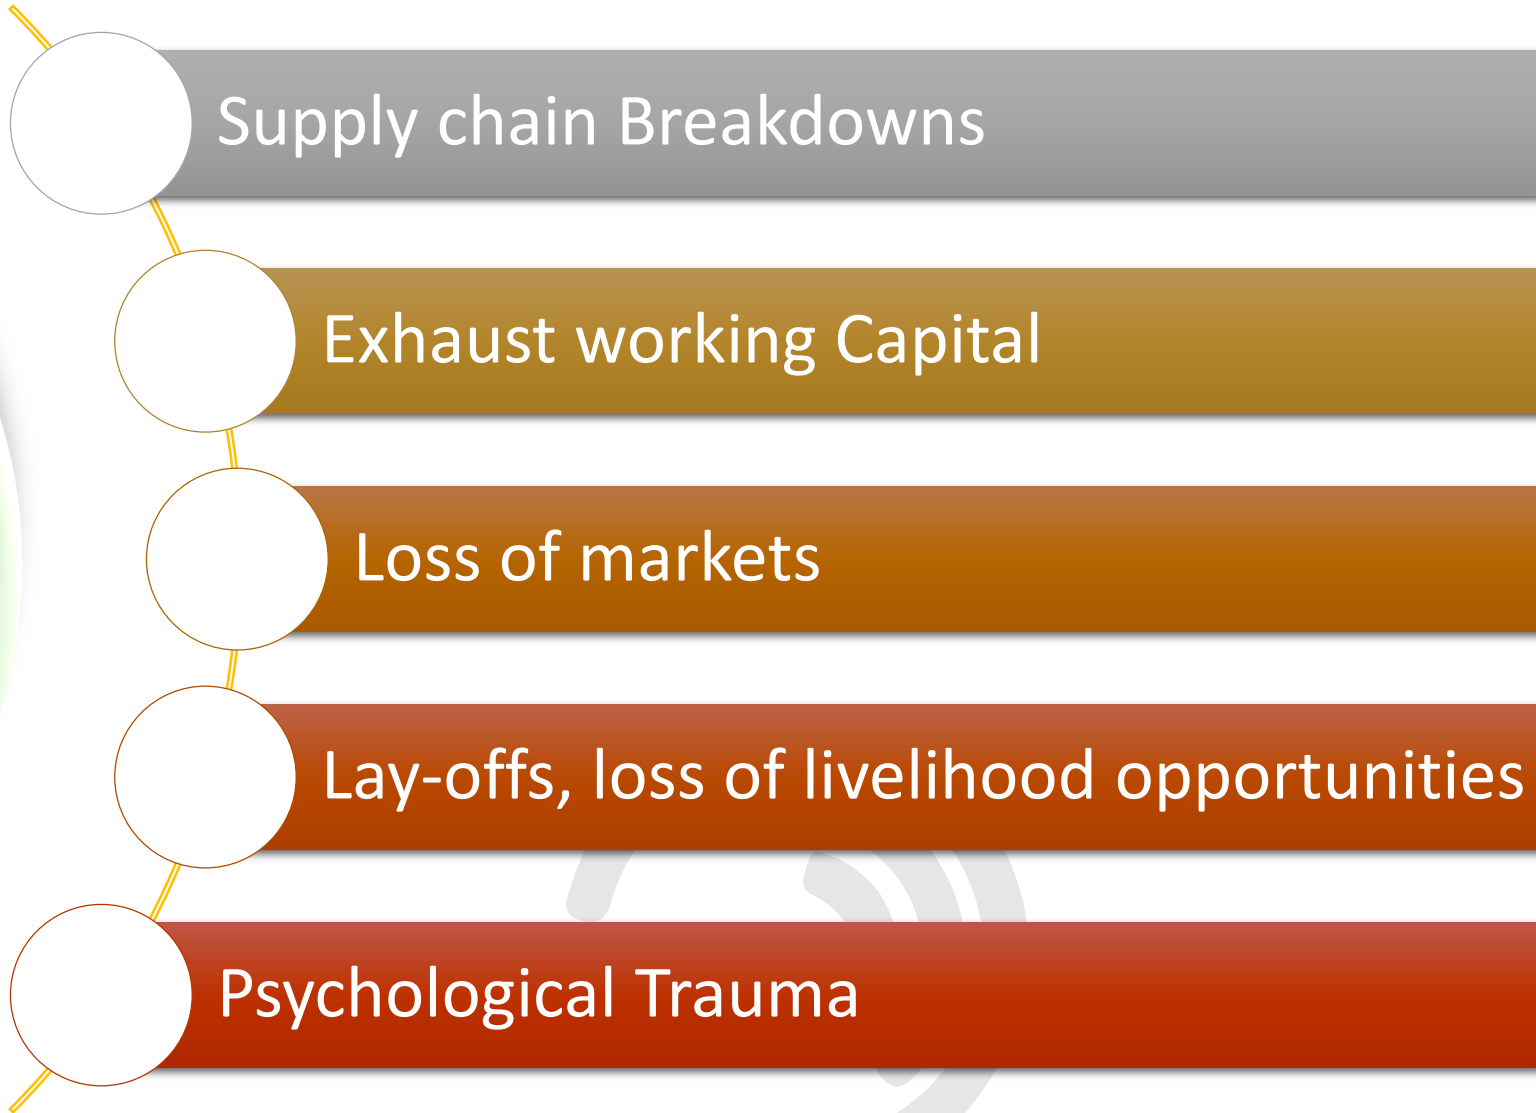 Supply chain Breakdowns
Exhaust working Capital
Loss of markets
Lay-offs, loss of livelihood opportunities
Psychological Trauma